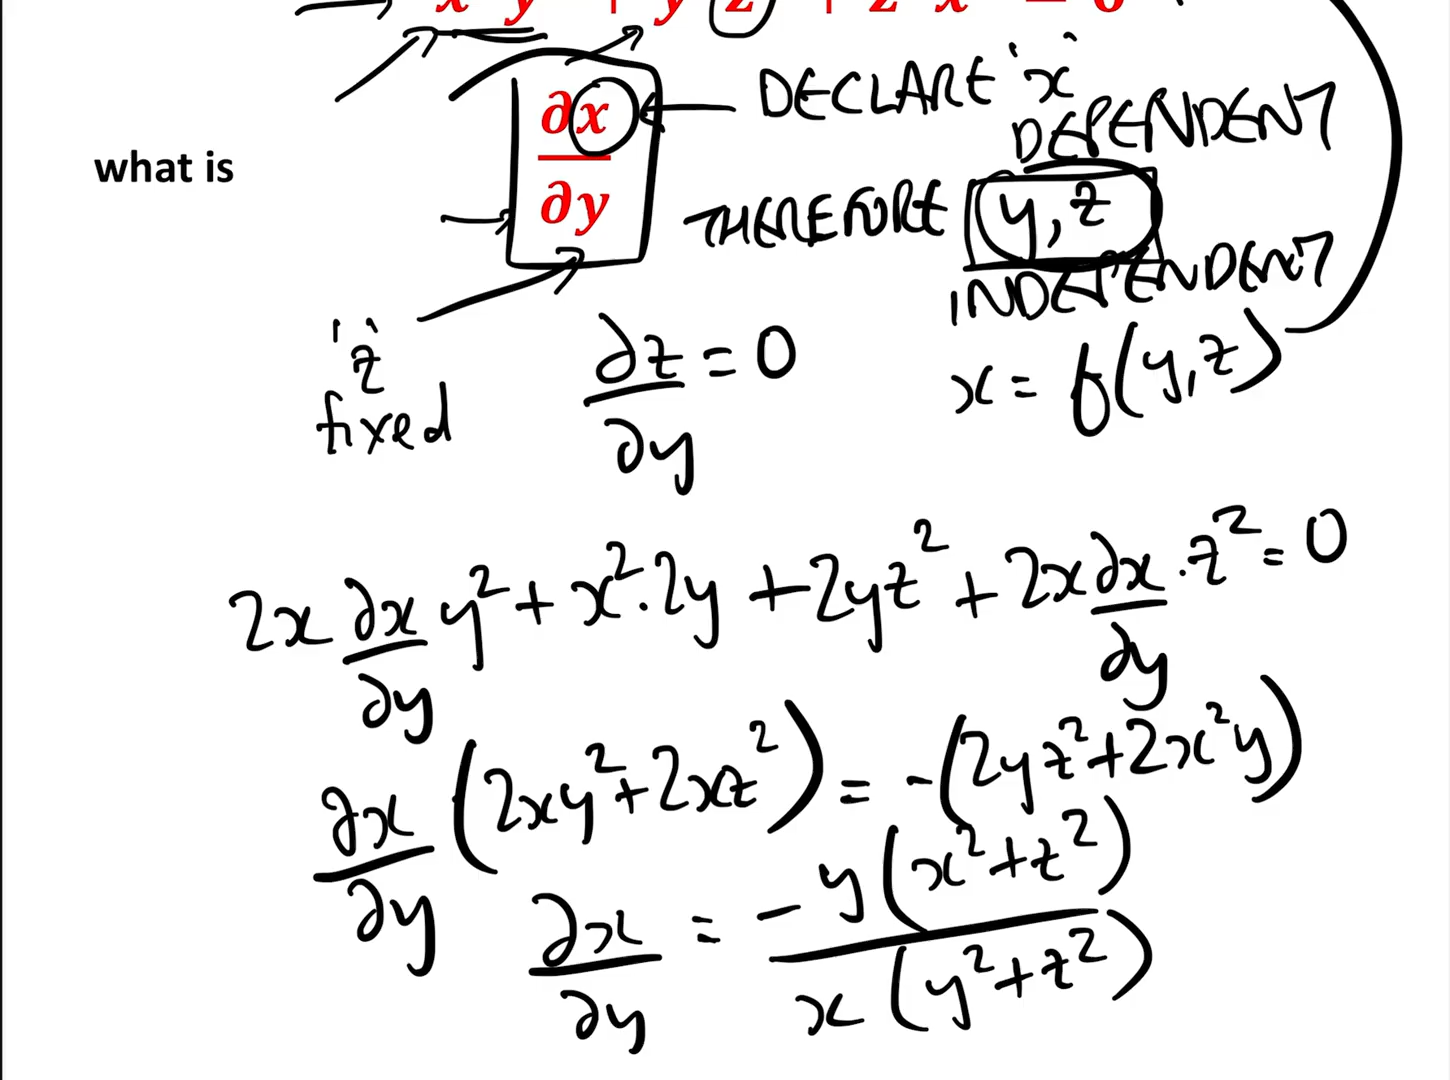 ∂x
∂y
what is
DECLARE 'x'
DEPENDENT
THEREFORE y, z
INDEPENDENT
'z'
fixed
∂z/∂y = 0
x = f(y, z)
2x ∂x/∂y y² + x².2y + 2yz² + 2x ∂x/∂y . z² = 0
∂x/∂y (2xy² + 2xz²) = -(2yz² + 2x²y)
∂x/∂y = -y(x² + z²) / x(y² + z²)